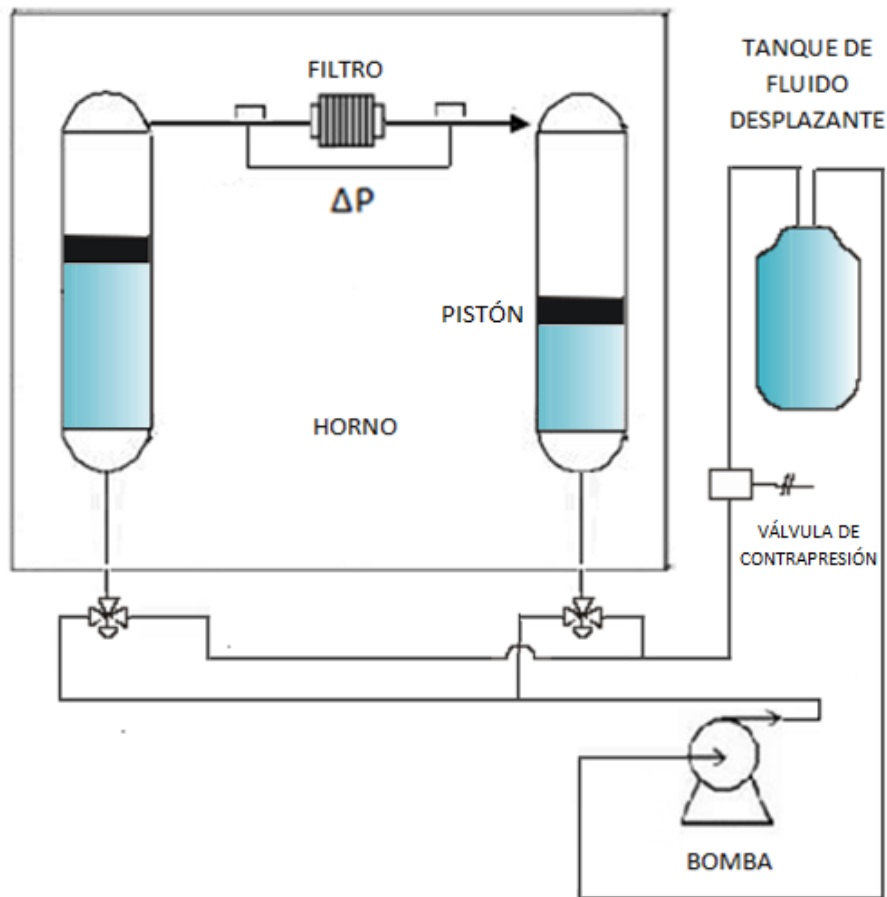 FILTRO
ΔP
PISTÓN
HORNO
TANQUE DE
FLUIDO
DESPLAZANTE
VÁLVULA DE
CONTRAPRESIÓN
BOMBA